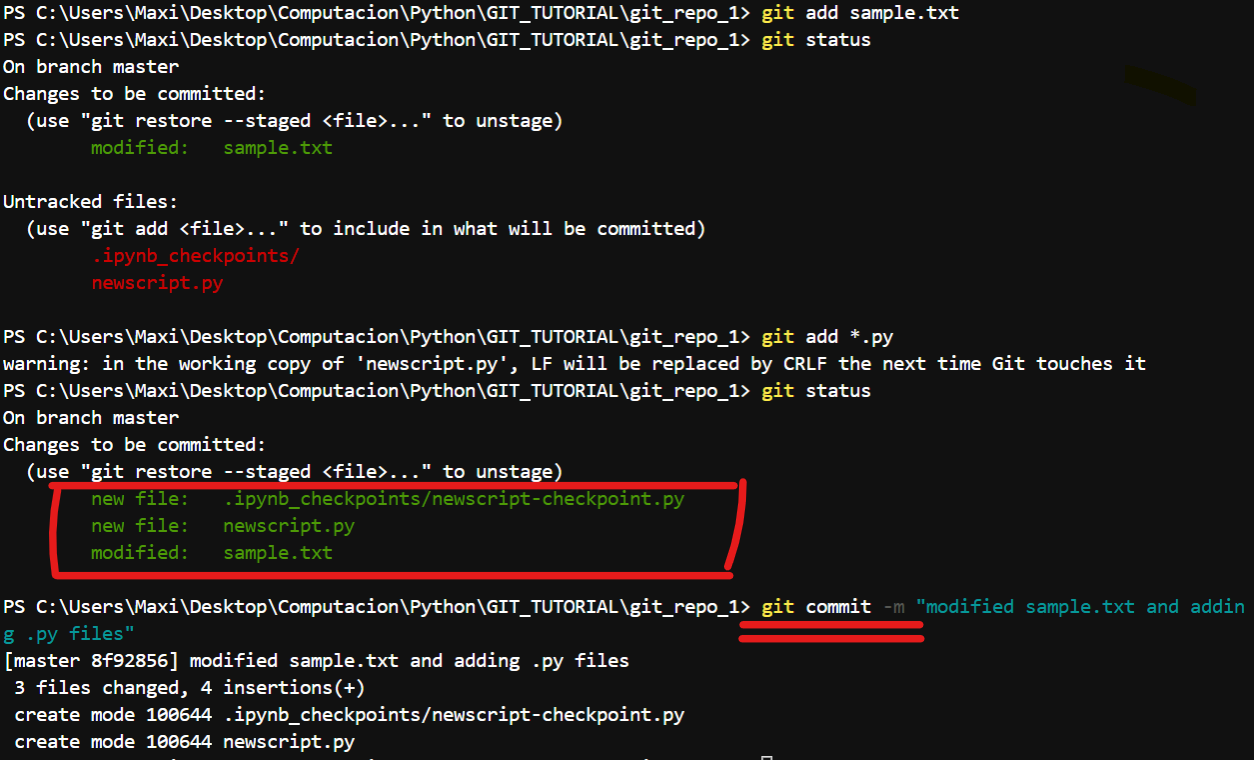 PS C:\Users\Maxi\Desktop\Computacion\Python\GIT_TUTORIAL\git_repo_1> git add sample.txt
PS C:\Users\Maxi\Desktop\Computacion\Python\GIT_TUTORIAL\git_repo_1> git status
On branch master
Changes to be committed:
  (use "git restore --staged <file>..." to unstage)
        modified:   sample.txt

Untracked files:
  (use "git add <file>..." to include in what will be committed)
        .ipynb_checkpoints/
        newscript.py

PS C:\Users\Maxi\Desktop\Computacion\Python\GIT_TUTORIAL\git_repo_1> git add *.py
warning: in the working copy of 'newscript.py', LF will be replaced by CRLF the next time Git touches it
PS C:\Users\Maxi\Desktop\Computacion\Python\GIT_TUTORIAL\git_repo_1> git status
On branch master
Changes to be committed:
  (use "git restore --staged <file>..." to unstage)
        new file:   .ipynb_checkpoints/newscript-checkpoint.py
        new file:   newscript.py
        modified:   sample.txt

PS C:\Users\Maxi\Desktop\Computacion\Python\GIT_TUTORIAL\git_repo_1> git commit -m "modified sample.txt and addin
g .py files"
[master 8f92856] modified sample.txt and adding .py files
 3 files changed, 4 insertions(+)
 create mode 100644 .ipynb_checkpoints/newscript-checkpoint.py
 create mode 100644 newscript.py